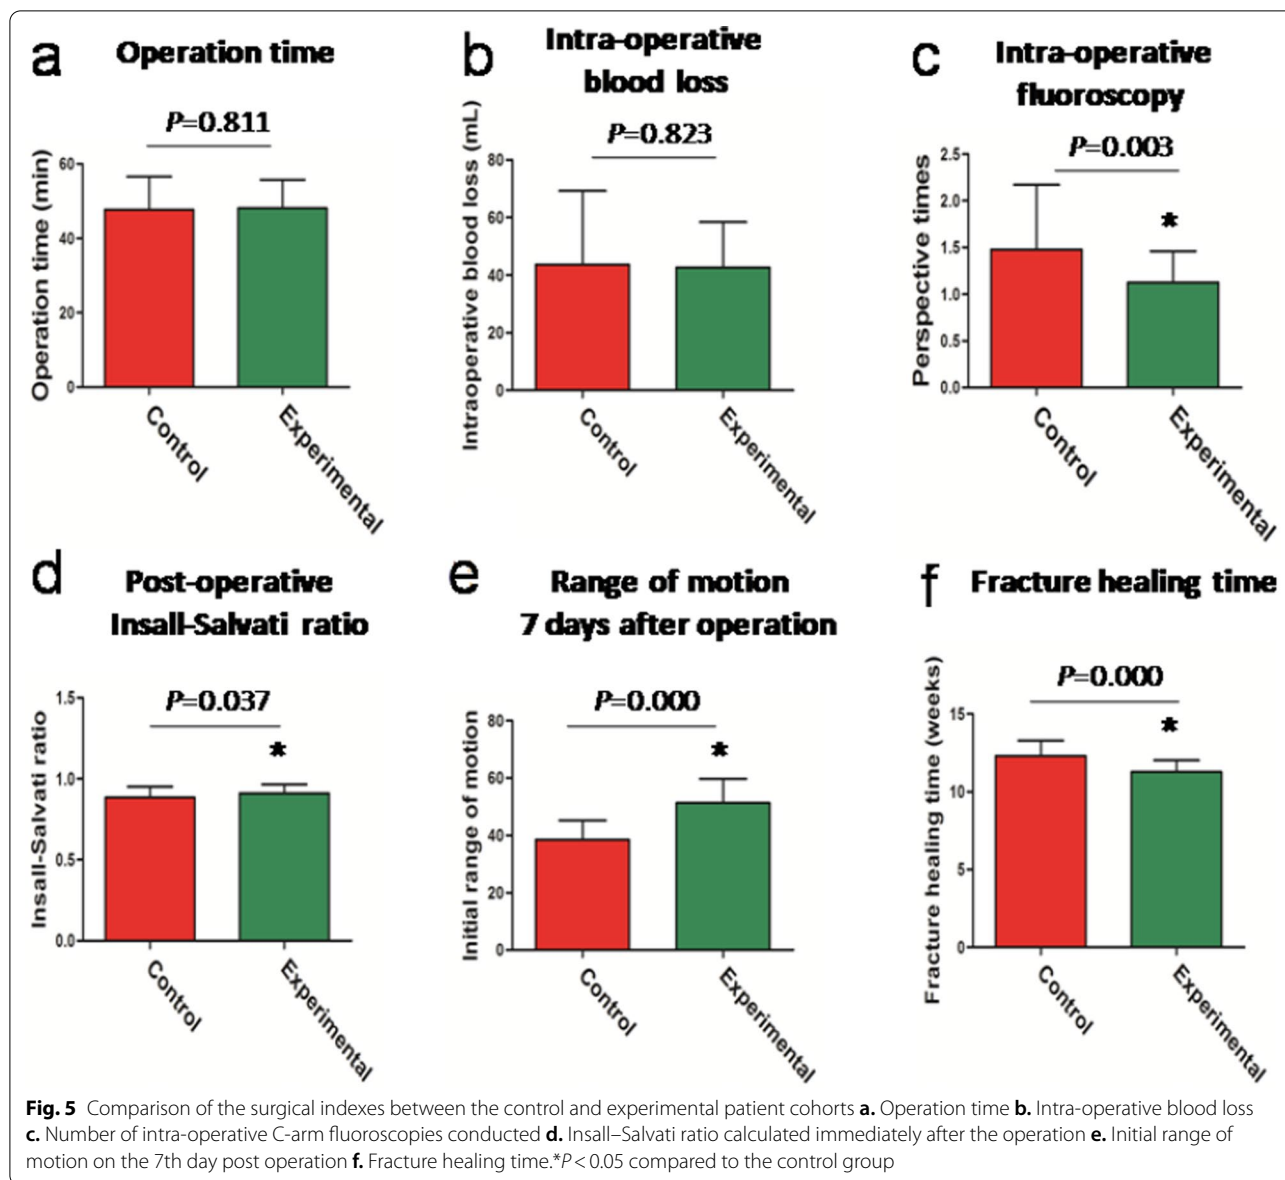 a Operation time
P=0.811
Operation time (min)
60
40
20
0
Control
Experimental
b Intra-operative
blood loss
P=0.823
Intraoperative blood loss (mL)
80
60
40
20
0
Control
Experimental
c Intra-operative
fluoroscopy
P=0.003
Perspective times
2.5
2.0
1.5
1.0
0.5
0.0
*
Control
Experimental
d Post-operative
Insall-Salvati ratio
P=0.037
Insall-Salvati ratio
1.5
1.0
0.5
0.0
*
Control
Experimental
e Range of motion
7 days after operation
P=0.000
Initial range of motion
80
60
40
20
0
*
Control
Experimental
f Fracture healing time
P=0.000
Fracture healing time (weeks)
15
10
5
0
*
Control
Experimental
Fig. 5 Comparison of the surgical indexes between the control and experimental patient cohorts a. Operation time b. Intra-operative blood loss
c. Number of intra-operative C-arm fluoroscopies conducted d. Insall–Salvati ratio calculated immediately after the operation e. Initial range of
motion on the 7th day post operation f. Fracture healing time.*P < 0.05 compared to the control group